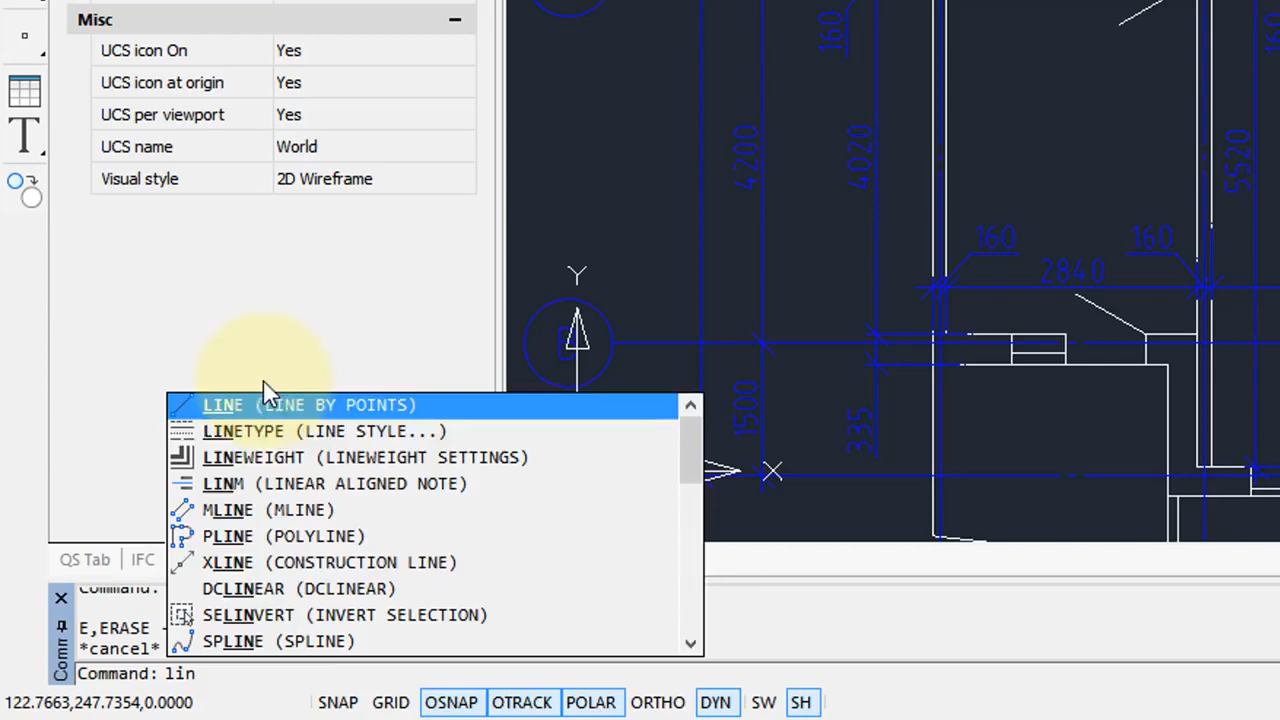 Misc
UCS icon On Yes
UCS icon at origin Yes
UCS per viewport Yes
UCS name World
Visual style 2D Wireframe
T
160
4200
4020
5520
160
160
2840
Y
1500
335
X
LINE (LINE BY POINTS)
LINETYPE (LINE STYLE...)
LINEWEIGHT (LINEWEIGHT SETTINGS)
LINM (LINEAR ALIGNED NOTE)
MLINE (MLINE)
PLINE (POLYLINE)
XLINE (CONSTRUCTION LINE)
DCLINEAR (DCLINEAR)
SELINVERT (INVERT SELECTION)
SPLINE (SPLINE)
QS Tab IFC
Command:
E,ERASE
*cancel*
Comm
Command: lin
122.7663,247.7354,0.0000 SNAP GRID OSNAP OTRACK POLAR ORTHO DYN SW SH